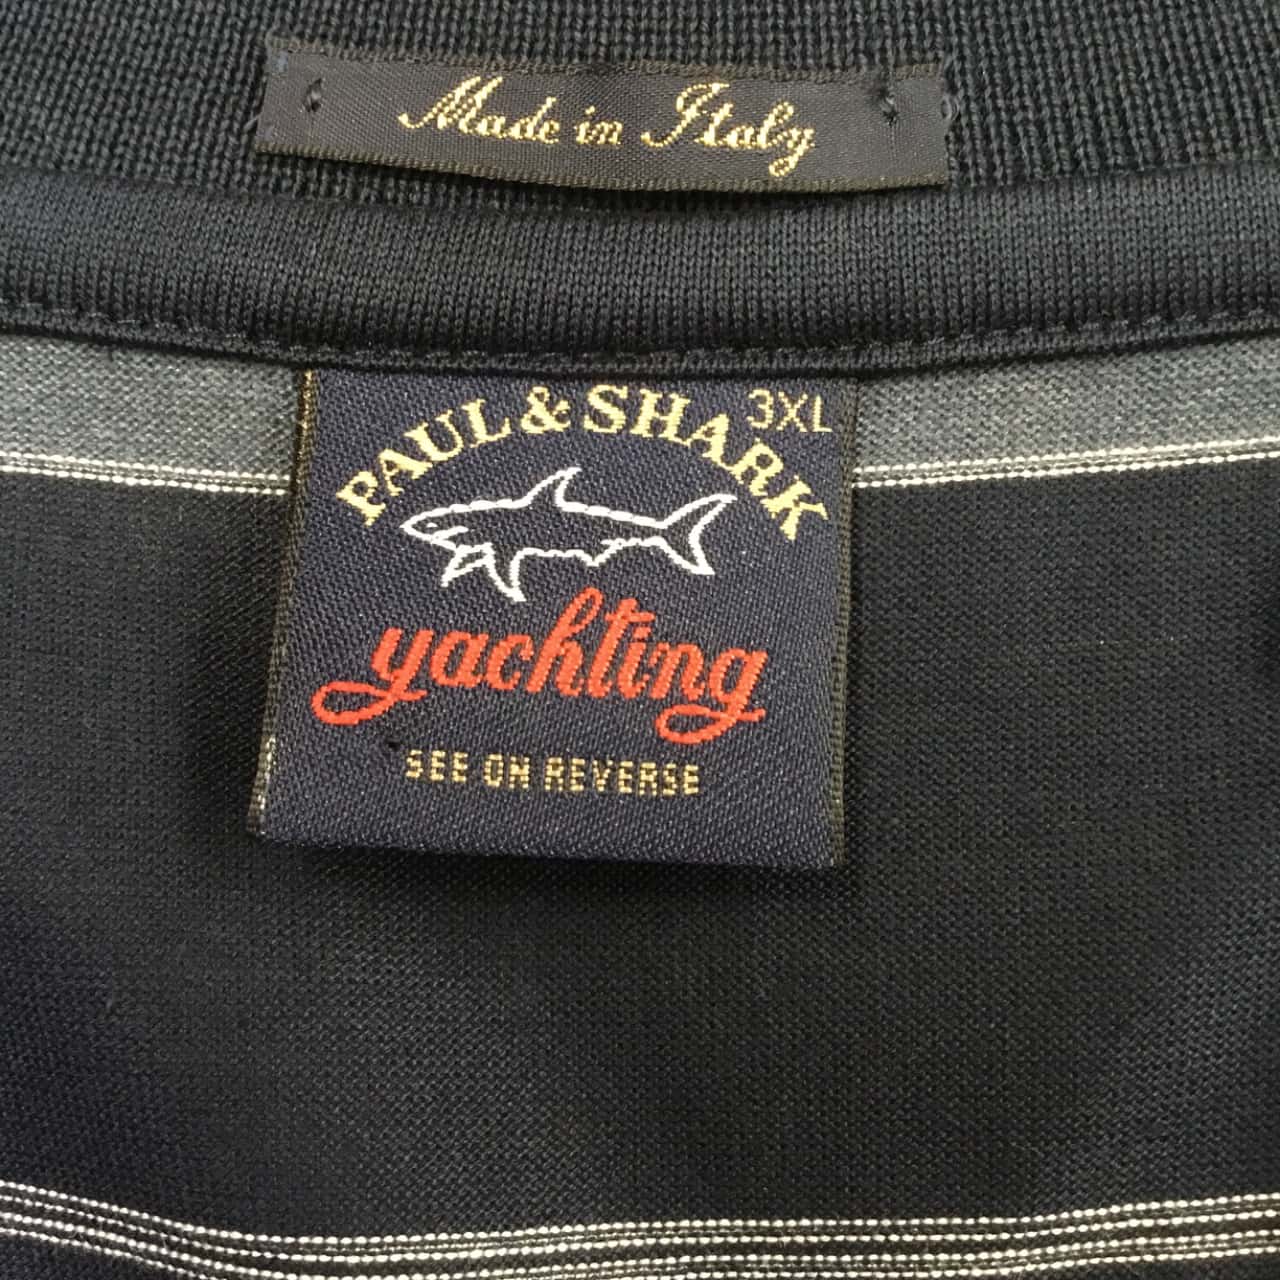 Made in Italy
PAUL & SHARK
3XL
yachting
SEE ON REVERSE